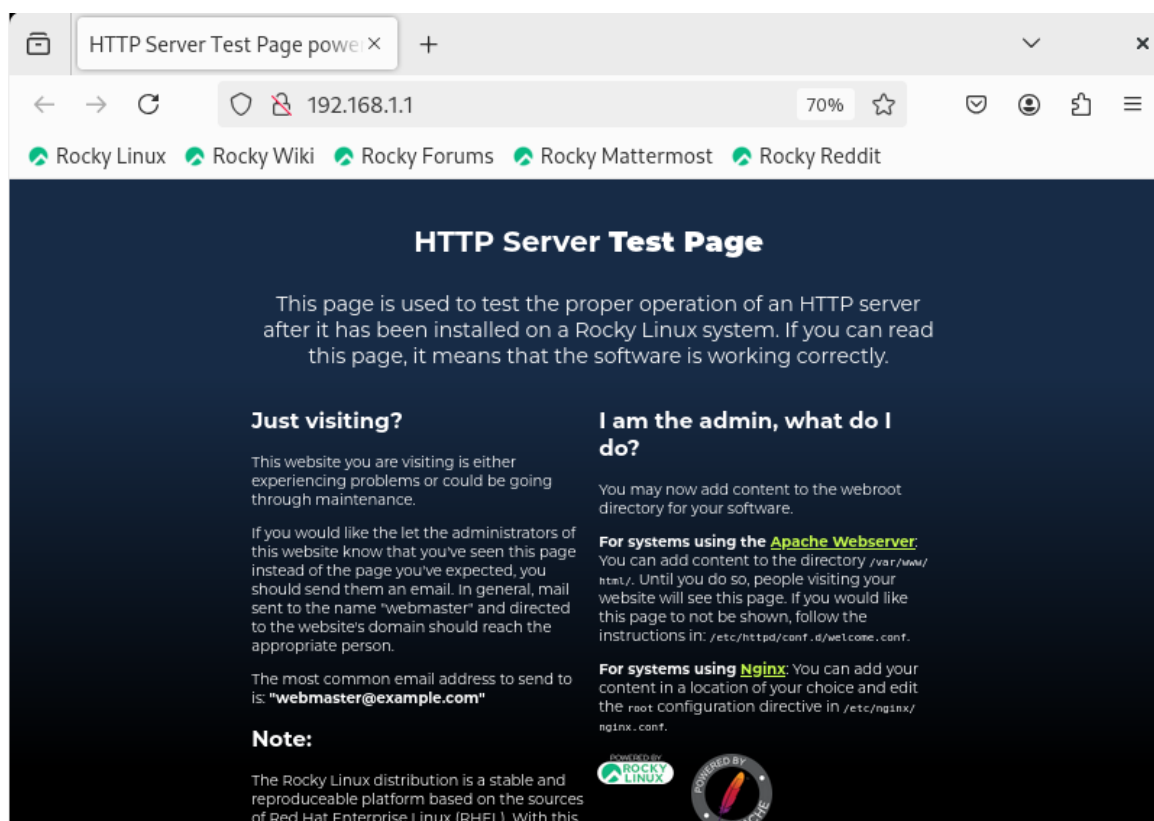 HTTP Server Test Page powe
192.168.1.1
70%
Rocky Linux Rocky Wiki Rocky Forums Rocky Mattermost Rocky Reddit
HTTP Server Test Page
This page is used to test the proper operation of an HTTP server
after it has been installed on a Rocky Linux system. If you can read
this page, it means that the software is working correctly.
Just visiting?
This website you are visiting is either
experiencing problems or could be going
through maintenance.
If you would like the let the administrators of
this website know that you've seen this page
instead of the page you've expected, you
should send them an email. In general, mail
sent to the name "webmaster" and directed
to the website's domain should reach the
appropriate person.
The most common email address to send to
is: "webmaster@example.com"
Note:
The Rocky Linux distribution is a stable and
reproduceable platform based on the sources
of Red Hat Enterprise Linux (RHEL). With this
I am the admin, what do I
do?
You may now add content to the webroot
directory for your software.
For systems using the Apache Webserver:
You can add content to the directory /var/www/
html/. Until you do so, people visiting your
website will see this page. If you would like
this page to not be shown, follow the
instructions in: /etc/httpd/conf.d/welcome.conf.
For systems using Nginx: You can add your
content in a location of your choice and edit
the root configuration directive in /etc/nginx/
nginx.conf.
POWERED BY
ROCKY
LINUX
POWERED BY